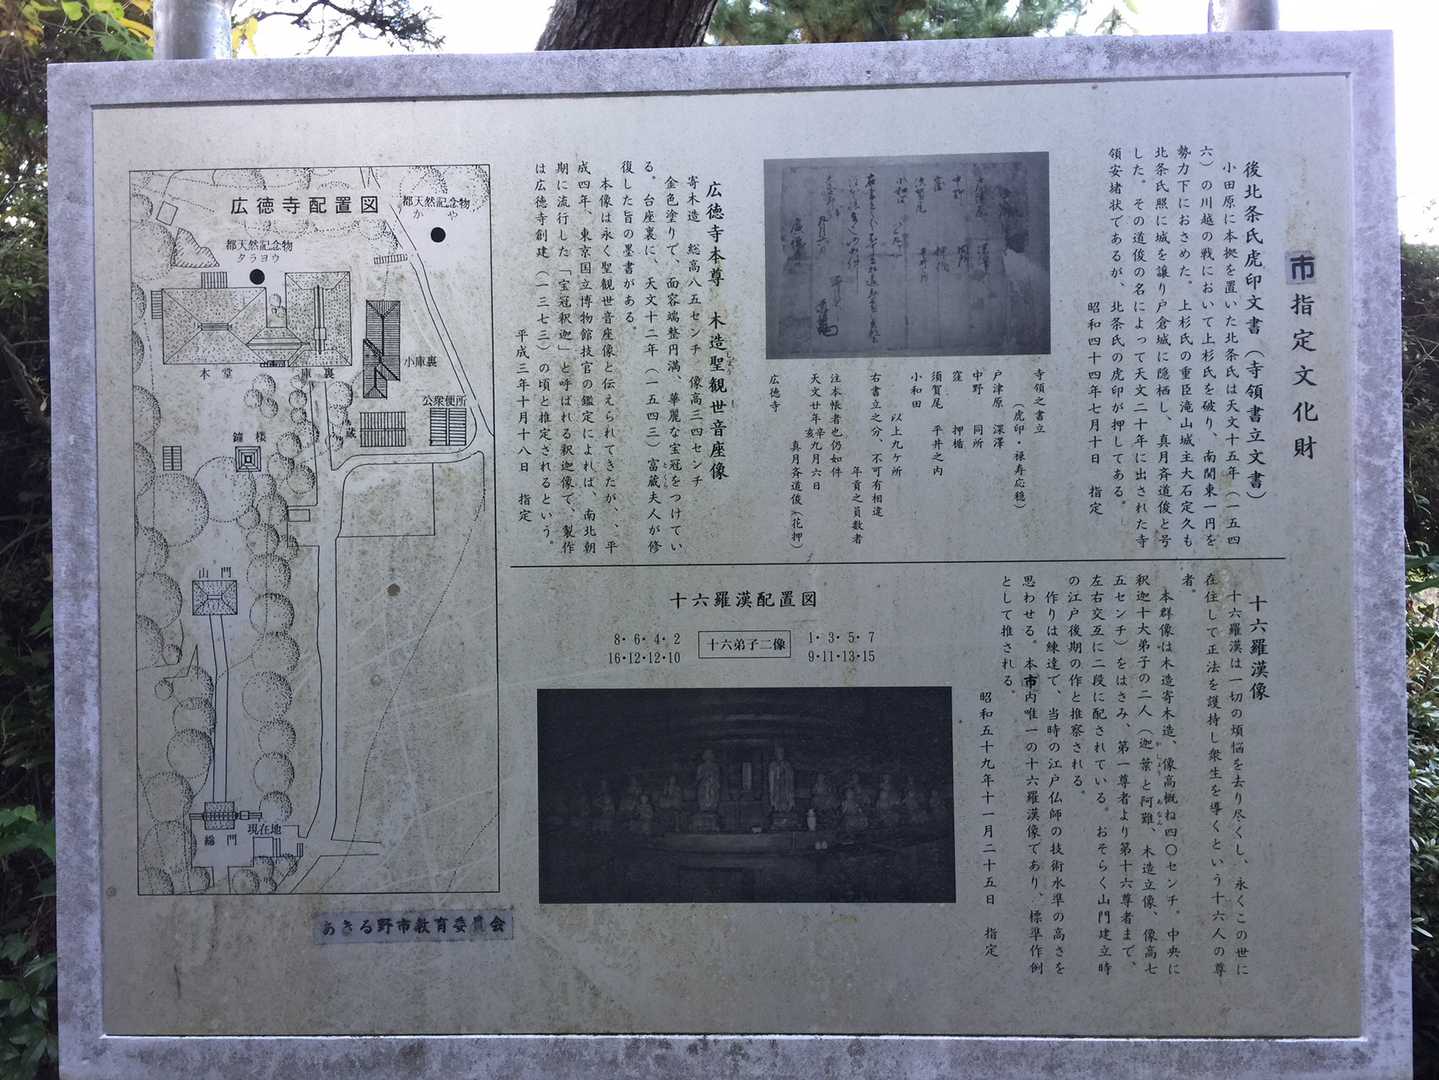 市指定文化財
後北条氏虎印文書（寺領書立文書）
小田原に本拠を置いた北条氏は天文十五年（一五四
六）の川越の戦において上杉氏を破り、南関東一円を
勢力下におさめた。上杉氏の重臣滝山城主大石定久も
北条氏照に城を譲り戸倉城に隠栖し、真月斉道俊と号
した。その道俊の名によって天文二十年に出された寺
領安堵状であるが、北条氏の虎印が押してある。
昭和四十四年七月十日　指定
寺領之書立
（虎印・禄寿応穏）
戸津原　深澤
中野　同所
窪　押楯
須賀尾　平井之内
小和田
以上九ケ所
右書立之分、不可有相違
年貢之員数者
注本帳者也仍如件
天文廿年辛亥九月六日
真月斉道俊（花押）
広徳寺
広徳寺本尊　木造聖観世音座像
寄木造　総高八五センチ　像高三四センチ
金色塗りで、面容端整円満、華麗な宝冠をつけてい
る。台座裏に、天文十二年（一五四三）富蔵夫人が修
復した旨の墨書がある。
本像は永く聖観世音座像と伝えられてきたが、、平
成四年、東京国立博物館技官の鑑定によれば、南北朝
期に流行した「宝冠釈迦」と呼ばれる釈迦像で、製作
は広徳寺創建（一三七三）の頃と推定されるという。
平成三年十月十八日　指定
十六羅漢像
十六羅漢は一切の煩悩を去り尽くし、永くこの世に
在住して正法を護持し衆生を導くという十六人の尊
者。
本群像は木造寄木造、像高概ね四〇センチ。中央に
釈迦十大弟子の二人（迦葉と阿難、木造立像、像高七
五センチ）をはさみ、第一尊者より第十六尊者まで、
左右交互に二段に配されている。おそらく山門建立時
の江戸後期の作と推察される。
作りは練達で、当時の江戸仏師の技術水準の高さを
思わせる。本市内唯一の十六羅漢像であり、標準作例
として推される。
昭和五十九年十一月二十五日　指定
十六羅漢配置図
8・6・4・2　十六弟子二像　1・3・5・7
16・12・12・10　9・11・13・15
広徳寺配置図
都天然記念物
かや
都天然記念物
タラヨウ
本堂
庫裏
小庫裏
公衆便所
蔵
鐘楼
山門
総門
現在地
あきる野市教育委員会